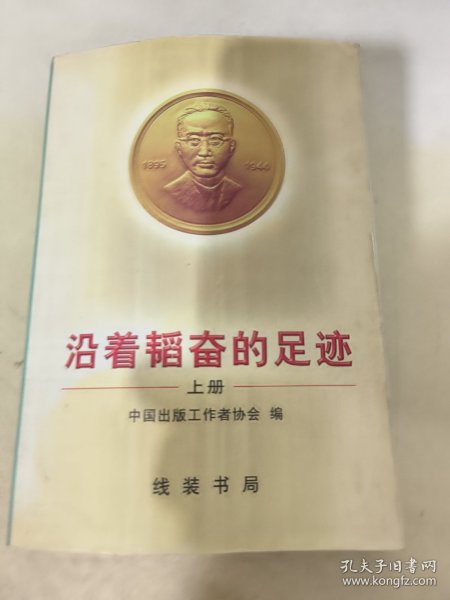 1895 1944
沿着韬奋的足迹
上册
中国出版工作者协会 编
线装书局
孔夫子旧书网
www.kongfz.com